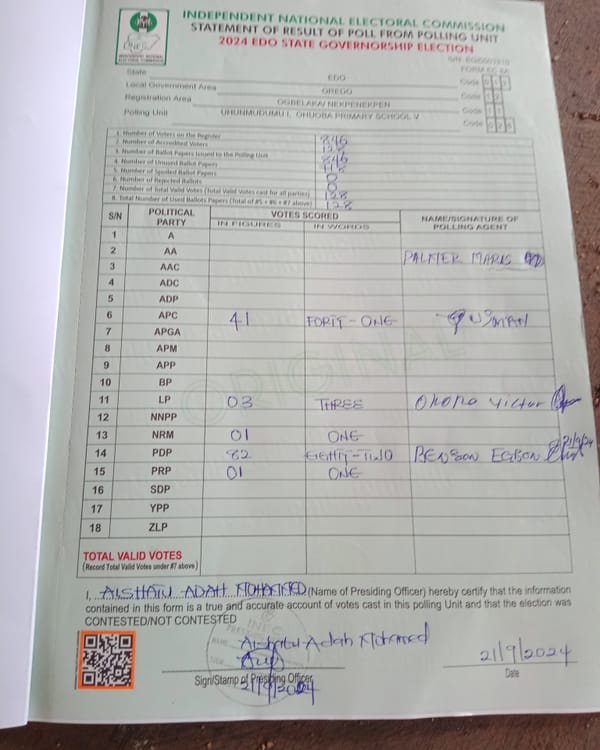 INDEPENDENT NATIONAL ELECTORAL COMMISSION
STATEMENT OF RESULT OF POLL FROM POLLING UNIT
2024 EDO STATE GOVERNORSHIP ELECTION
FORM EC 8A
State EDO Code
Local Government Area OREDO Code
Registration Area OGBELAKA/ NEKPENEKPEN Code
Polling Unit UHUNMUDUMU I, OHUOBA PRIMARY SCHOOL V Code
1. Number of Voters on the Register 846
2. Number of Accredited Voters 128
3. Number of Ballot Papers Issued to the Polling Unit 846
4. Number of Unused Ballot Papers
5. Number of Spoiled Ballot Papers 0
6. Number of Rejected Ballots 0
7. Number of Total Valid Votes (Total Valid Votes cast for all parties) 128
8. Total Number of Used Ballots Papers (Total of #5 + #6 + #7 above) 128
S/N POLITICAL PARTY VOTES SCORED NAME/SIGNATURE OF POLLING AGENT
IN FIGURES IN WORDS
1 A
2 AA PALMER MARIS
3 AAC
4 ADC
5 ADP
6 APC 41 FORTY-ONE USMAN
7 APGA
8 APM
9 APP
10 BP
11 LP 03 THREE Okoro Victor
12 NNPP
13 NRM 01 ONE
14 PDP 82 EIGHTY-TWO BENSON EGBON 21/9/24
15 PRP 01 ONE
16 SDP
17 YPP
18 ZLP
ORIGINAL
TOTAL VALID VOTES
(Record Total Valid Votes under #7 above)
I, AISHATU ADAH MOHAMMED (Name of Presiding Officer) hereby certify that the information
contained in this form is a true and accurate account of votes cast in this polling Unit and that the election was
CONTESTED/NOT CONTESTED
Aishatu Adah Mohamed
21/9/2024
Sign/Stamp of Presiding Officer Date
21/9/2024